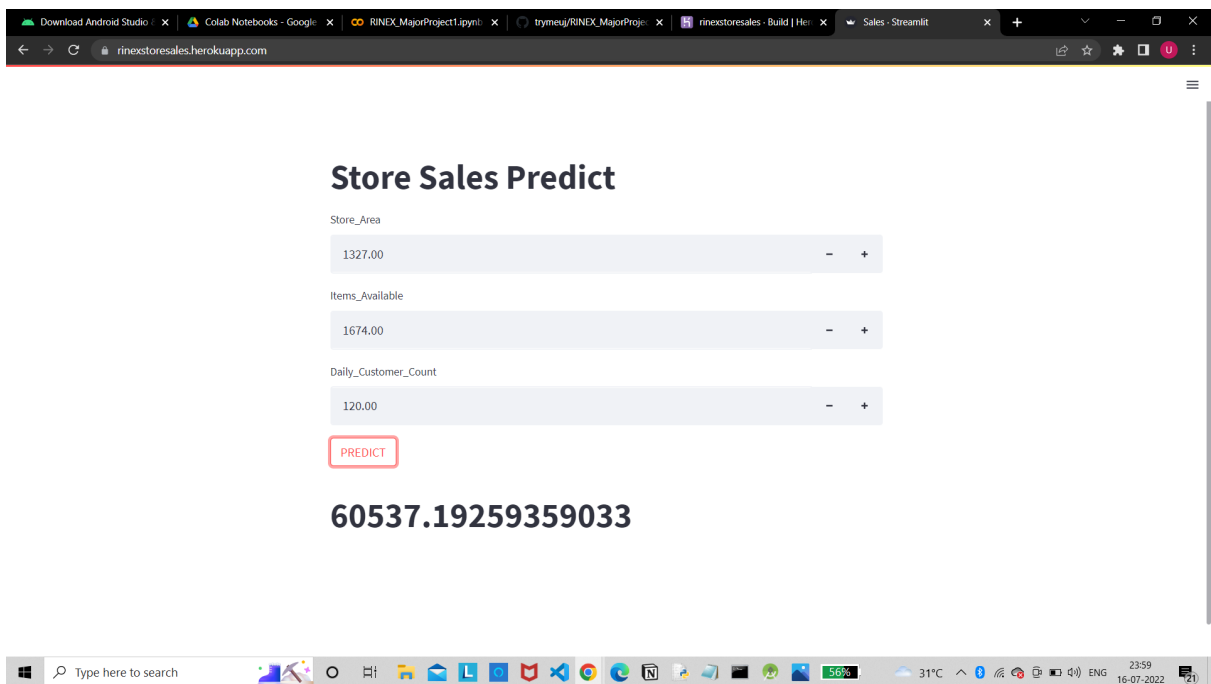 Download Android Studio &
Colab Notebooks - Google
RINEX_MajorProject1.ipynb
trymeuj/RINEX_MajorProjec
rinexstoresales · Build | Her
Sales · Streamlit
rinexstoresales.herokuapp.com
U
Store Sales Predict
Store_Area
1327.00
Items_Available
1674.00
Daily_Customer_Count
120.00
PREDICT
60537.19259359033
Type here to search
L
56%
31°C
ENG
23:59
16-07-2022
21